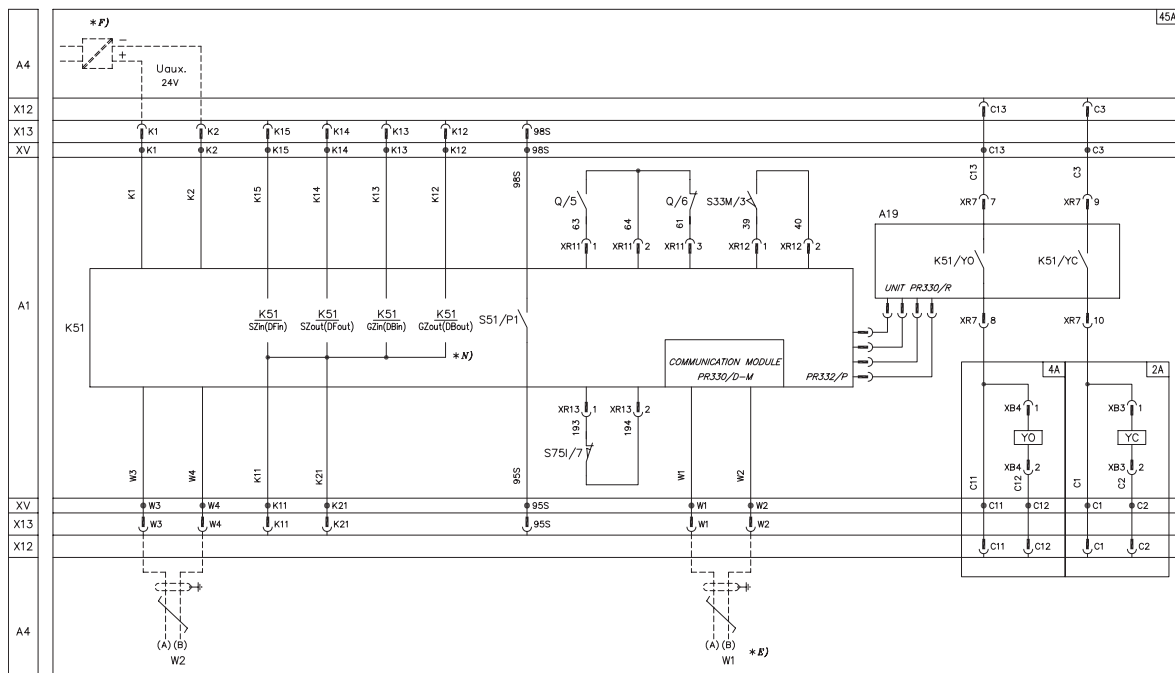 45A
*F)
A4
Uaux.
24V
− +
X12
C13
C3
X13
K1
K2
K15
K14
K13
K12
98S
XV
K1
K2
K15
K14
K13
K12
98S
C13
C3
K1
K2
K15
K14
K13
K12
98S
C13
C3
Q/5
Q/6
S33M/3
XR7 7
XR7 9
63
64
61
39
40
A19
XR11 1
XR11 2
XR11 3
XR12 1
XR12 2
K51/YO
K51/YC
UNIT PR330/R
A1
K51
K51
SZin(DFin)
K51
SZout(DFout)
K51
GZin(DBin)
K51
GZout(DBout)
S51/P1
*N)
XR7 8
XR7 10
COMMUNICATION MODULE
PR330/D-M
PR332/P
4A
2A
XR13 1
XR13 2
193
194
S75I/7
XB4 1
XB3 1
YO
YC
XB4 2
XB3 2
W3
W4
K11
K21
95S
W1
W2
C11
C12
C1
C2
XV
W3
W4
K11
K21
95S
W1
W2
C11
C12
C1
C2
X13
W3
W4
K11
K21
95S
W1
W2
X12
C11
C12
C1
C2
A4
(A) (B)
W2
(A) (B)
W1
*E)